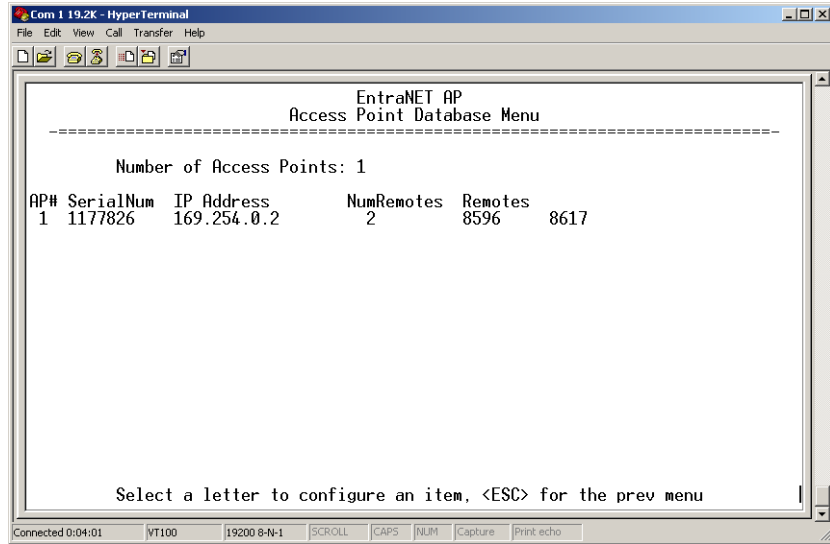 Com 1 19.2K - HyperTerminal
File Edit View Call Transfer Help
EntraNET AP
Access Point Database Menu
-==========================================================================-
Number of Access Points: 1
AP# SerialNum IP Address NumRemotes Remotes
1 1177826 169.254.0.2 2 8596 8617
Select a letter to configure an item, <ESC> for the prev menu
Connected 0:04:01 VT100 19200 8-N-1 SCROLL CAPS NUM Capture Print echo